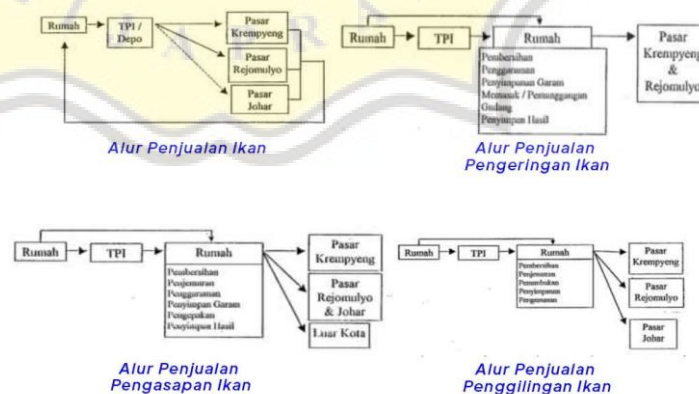 Rumah
TPI /
Depo
Pasar
Krempyeng
Pasar
Rejomulyo
Pasar
Johar
Alur Penjualan Ikan
Rumah
TPI
Rumah
Pembersihan
Penggaraman
Penyimpanan Garam
Memasak / Pemanggangan
Gudang
Penyimpan Hasil
Pasar
Krempyeng
&
Rejomulyo
Alur Penjualan
Pengeringan Ikan
Rumah
TPI
Rumah
Pembersihan
Penjemuran
Penggaraman
Penyimpan Garam
Pengepakan
Penyimpan Hasil
Pasar
Krempyeng
Pasar
Rejomulyo
& Johar
Luar Kota
Alur Penjualan
Pengasapan Ikan
Rumah
TPI
Rumah
Pembersihan
Penjemuran
Penumbukan
Penyimpanan
Pengemasan
Pasar
Krempyeng
Pasar
Rejomulyo
Pasar
Johar
Alur Penjualan
Penggilingan Ikan